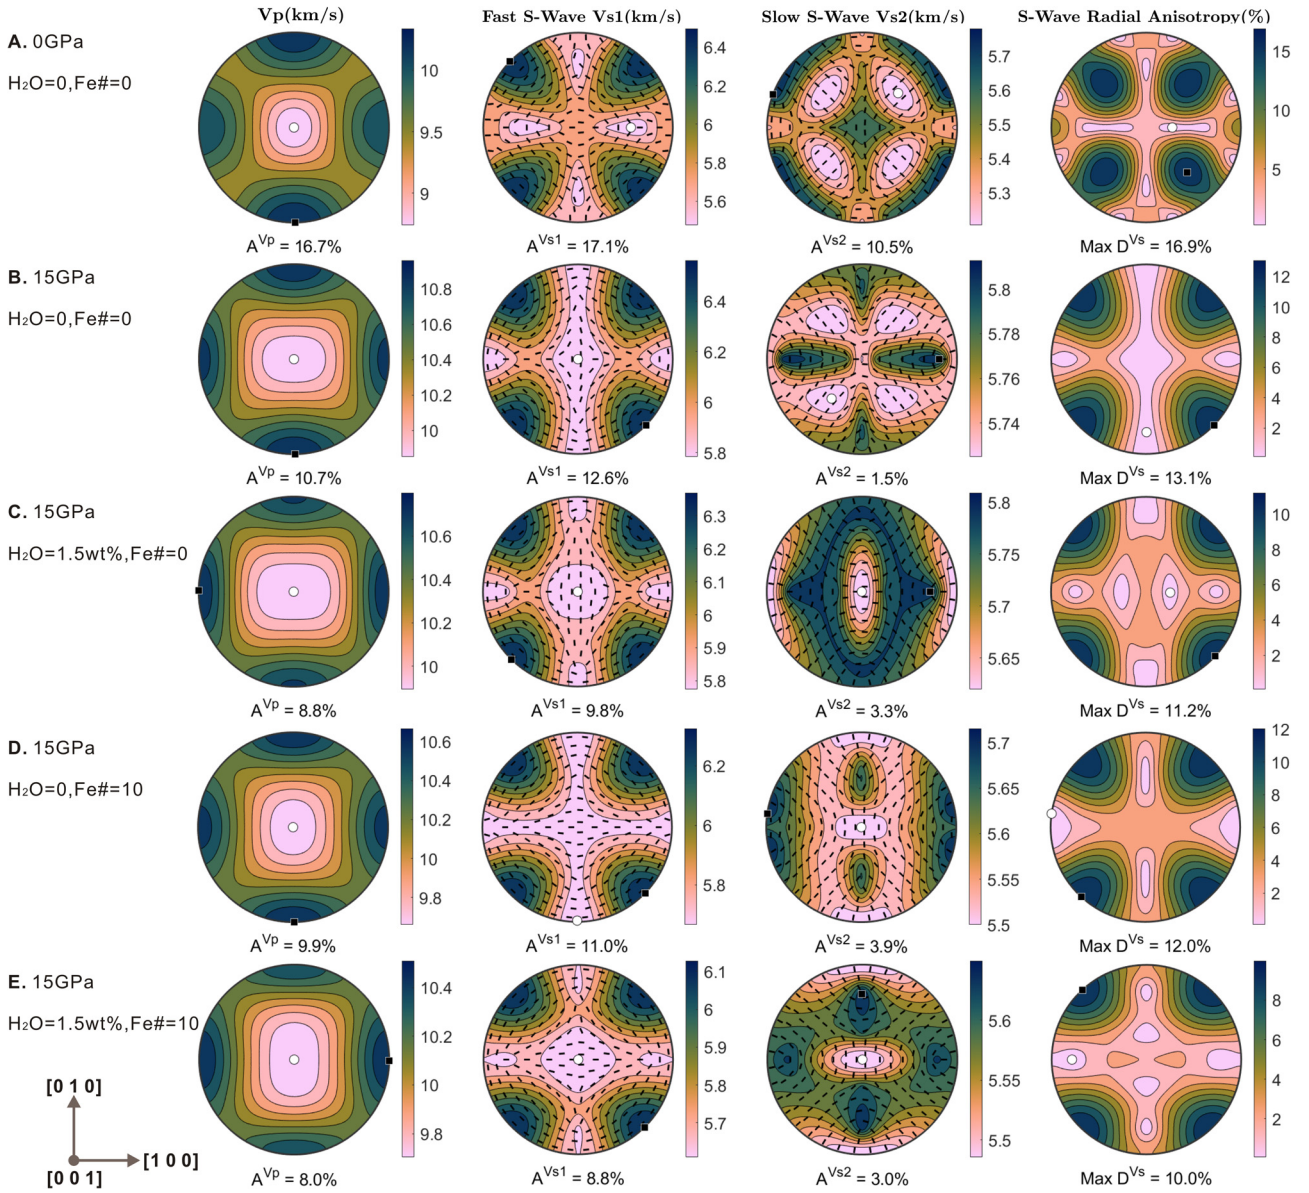 Vp(km/s) Fast S-Wave Vs1(km/s) Slow S-Wave Vs2(km/s) S-Wave Radial Anisotropy(%)
A. 0GPa
H₂O=0,Fe#=0
10 9.5 9
6.4 6.2 6 5.8 5.6
5.7 5.6 5.5 5.4 5.3
15 10 5
A^Vp = 16.7% A^Vs1 = 17.1% A^Vs2 = 10.5% Max D^Vs = 16.9%
B. 15GPa
H₂O=0,Fe#=0
10.8 10.6 10.4 10.2 10
6.4 6.2 6 5.8
5.8 5.78 5.76 5.74
12 10 8 6 4 2
A^Vp = 10.7% A^Vs1 = 12.6% A^Vs2 = 1.5% Max D^Vs = 13.1%
C. 15GPa
H₂O=1.5wt%,Fe#=0
10.6 10.4 10.2 10
6.3 6.2 6.1 6 5.9 5.8
5.8 5.75 5.7 5.65
10 8 6 4 2
A^Vp = 8.8% A^Vs1 = 9.8% A^Vs2 = 3.3% Max D^Vs = 11.2%
D. 15GPa
H₂O=0,Fe#=10
10.6 10.4 10.2 10 9.8
6.2 6 5.8
5.7 5.65 5.6 5.55 5.5
12 10 8 6 4 2
A^Vp = 9.9% A^Vs1 = 11.0% A^Vs2 = 3.9% Max D^Vs = 12.0%
E. 15GPa
H₂O=1.5wt%,Fe#=10
10.4 10.2 10 9.8
6.1 6 5.9 5.8 5.7
5.6 5.55 5.5
8 6 4 2
[0 1 0]
[1 0 0]
[0 0 1]
A^Vp = 8.0% A^Vs1 = 8.8% A^Vs2 = 3.0% Max D^Vs = 10.0%